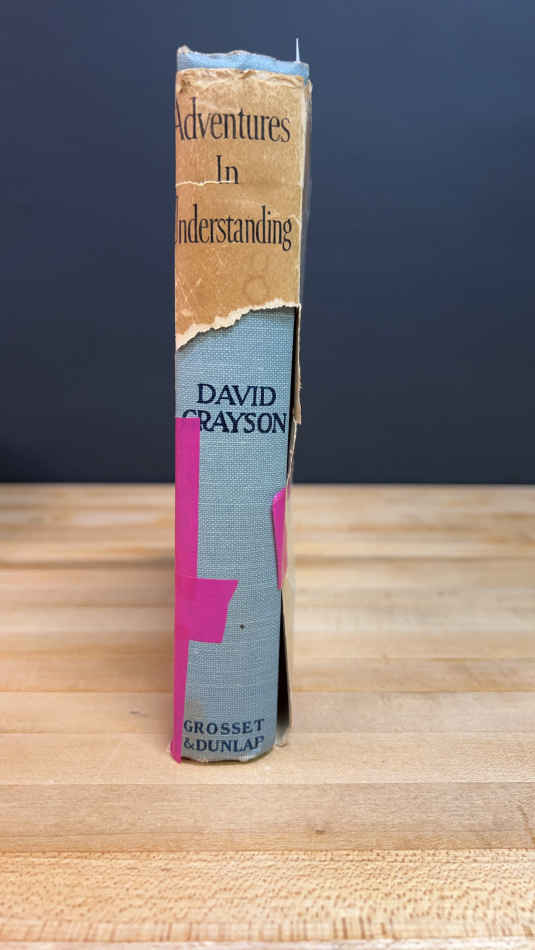 Adventures
In
Understanding
DAVID
GRAYSON
GROSSET
&DUNLAP